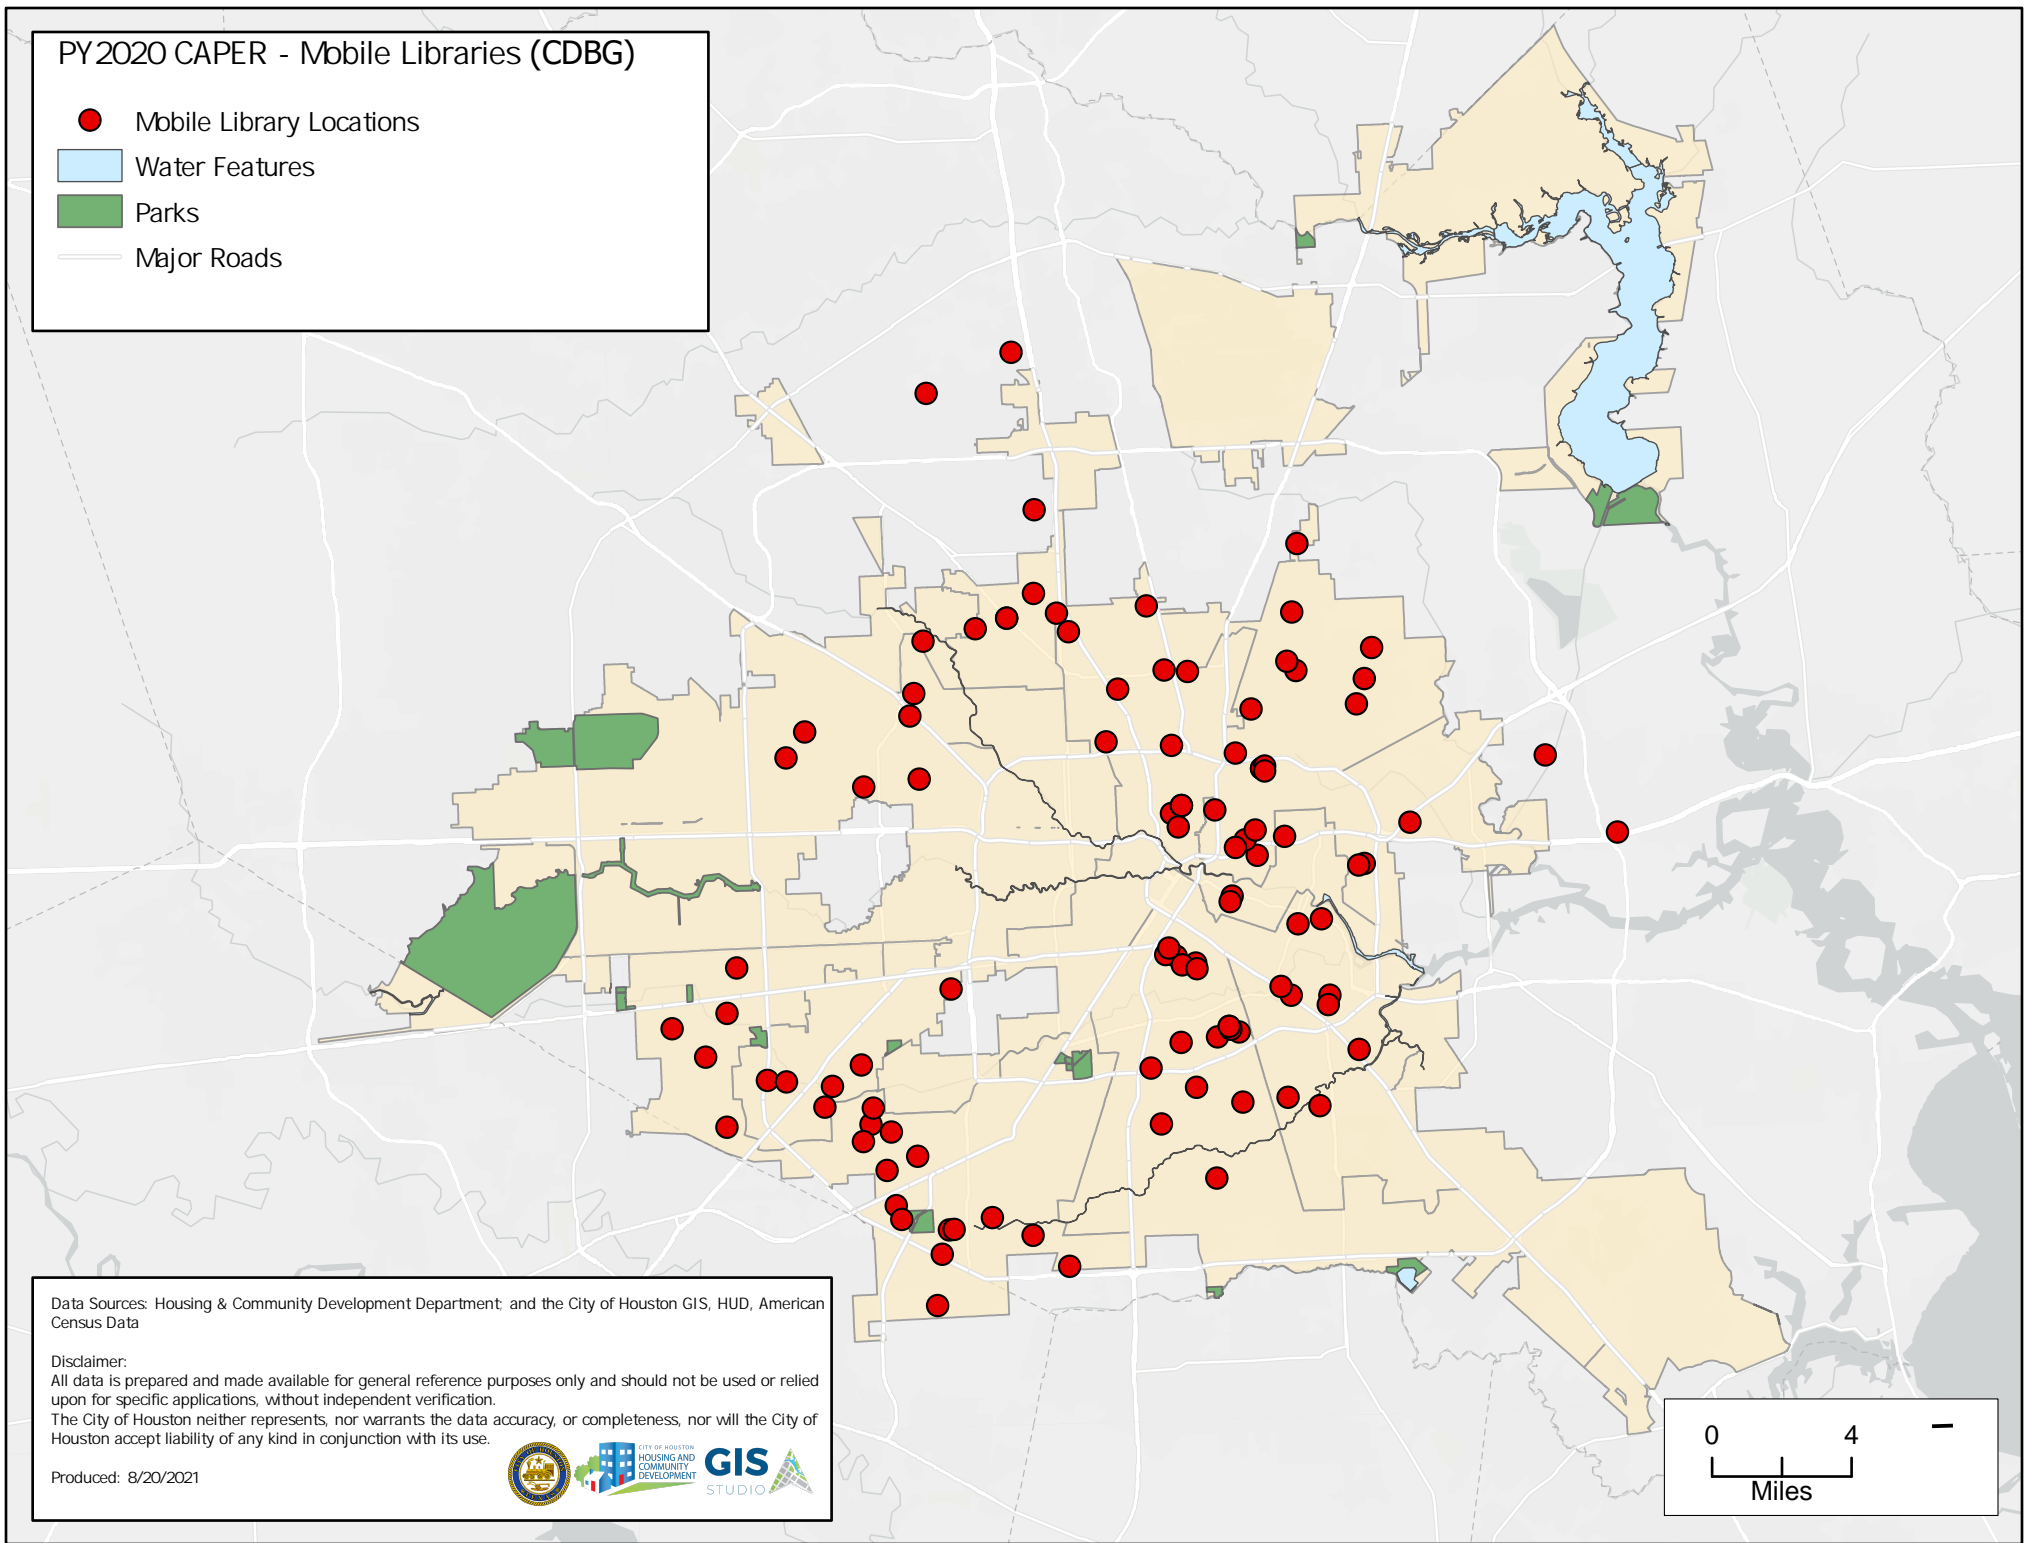 PY2020 CAPER - Mobile Libraries (CDBG)
Mobile Library Locations
Water Features
Parks
Major Roads
Data Sources: Housing & Community Development Department; and the City of Houston GIS, HUD, American
Census Data
Disclaimer:
All data is prepared and made available for general reference purposes only and should not be used or relied
upon for specific applications, without independent verification.
The City of Houston neither represents, nor warrants the data accuracy, or completeness, nor will the City of
Houston accept liability of any kind in conjunction with its use.
Produced: 8/20/2021
CITY OF HOUSTON
HOUSING AND
COMMUNITY
DEVELOPMENT
GIS
STUDIO
0 4
Miles